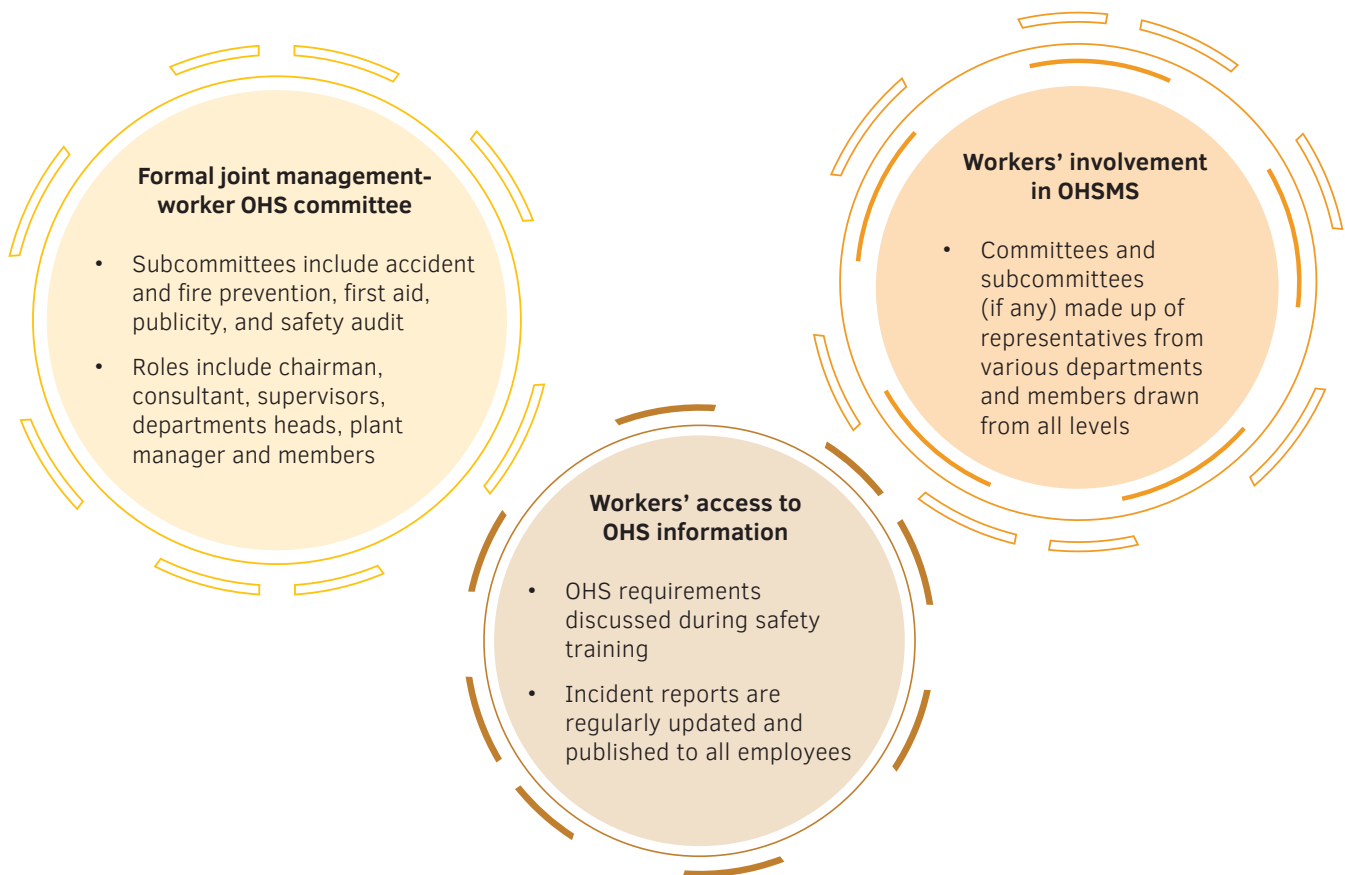 Formal joint management-
worker OHS committee
• Subcommittees include accident
and fire prevention, first aid,
publicity, and safety audit
• Roles include chairman,
consultant, supervisors,
departments heads, plant
manager and members
Workers’ access to
OHS information
• OHS requirements
discussed during safety
training
• Incident reports are
regularly updated and
published to all employees
Workers’ involvement
in OHSMS
• Committees and
subcommittees
(if any) made up of
representatives from
various departments
and members drawn
from all levels